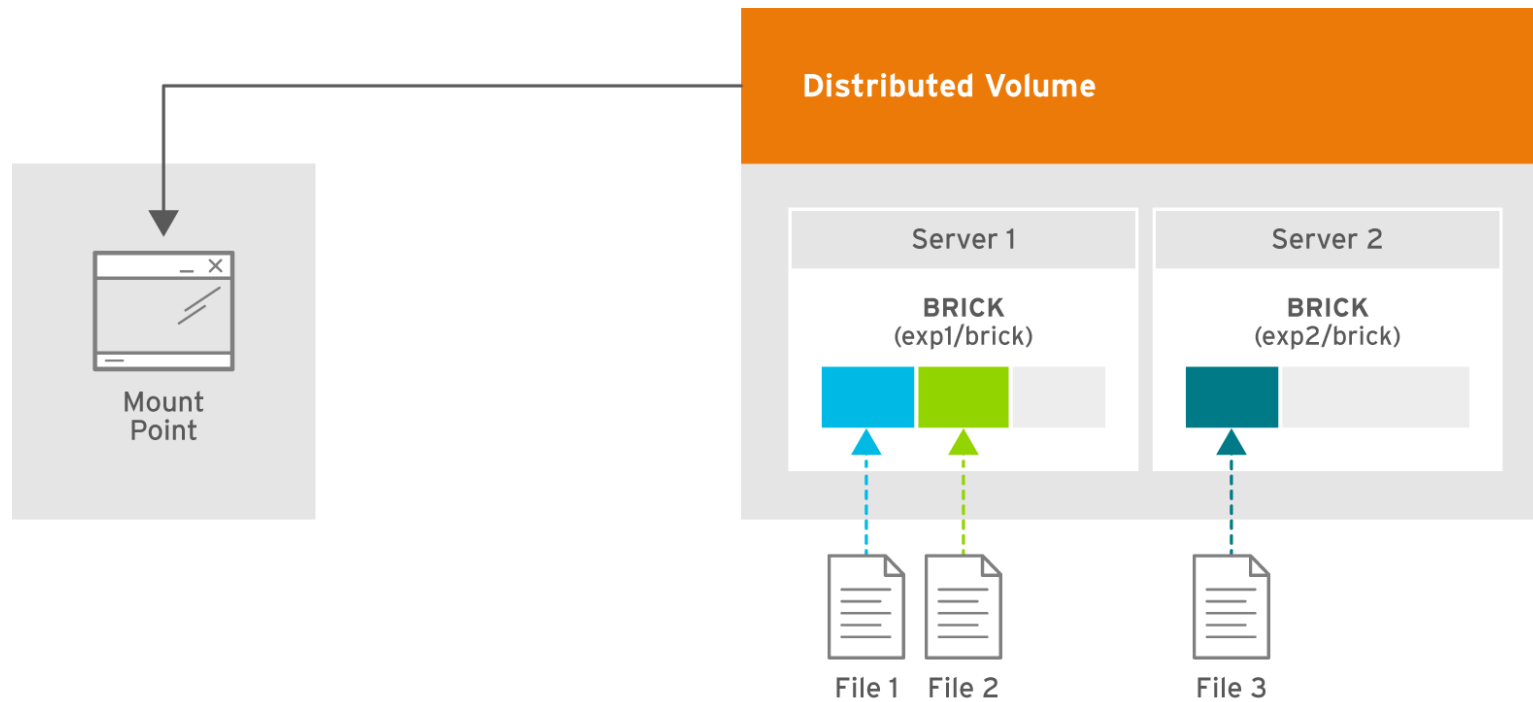 Distributed Volume
Server 1
Server 2
BRICK
(exp1/brick)
BRICK
(exp2/brick)
Mount
Point
File 1
File 2
File 3